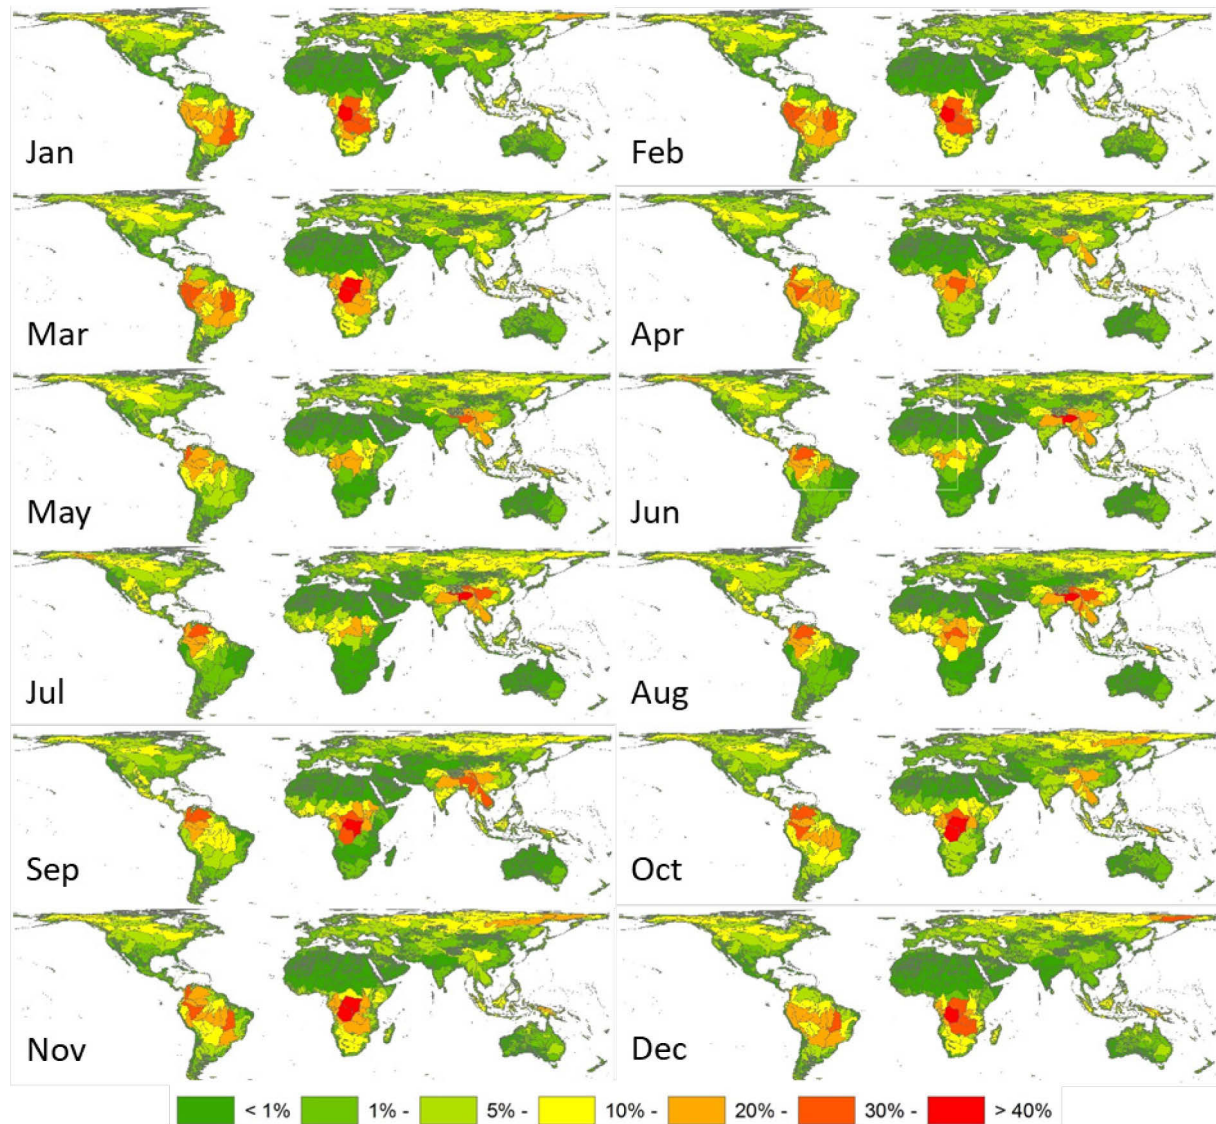 Jan
Feb
Mar
Apr
May
Jun
Jul
Aug
Sep
Oct
Nov
Dec
< 1% 1% - 5% - 10% - 20% - 30% - > 40%